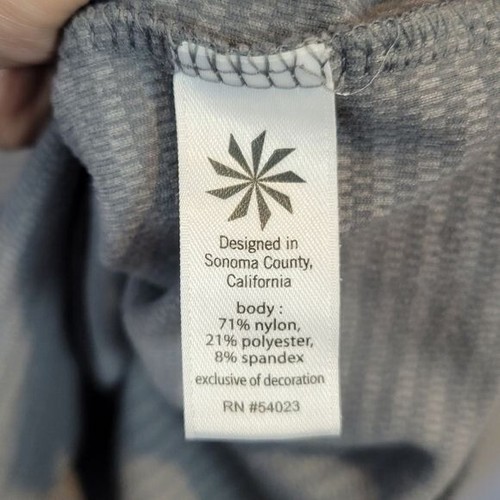 Designed in
Sonoma County,
California
body :
71% nylon,
21% polyester,
8% spandex
exclusive of decoration
RN #54023